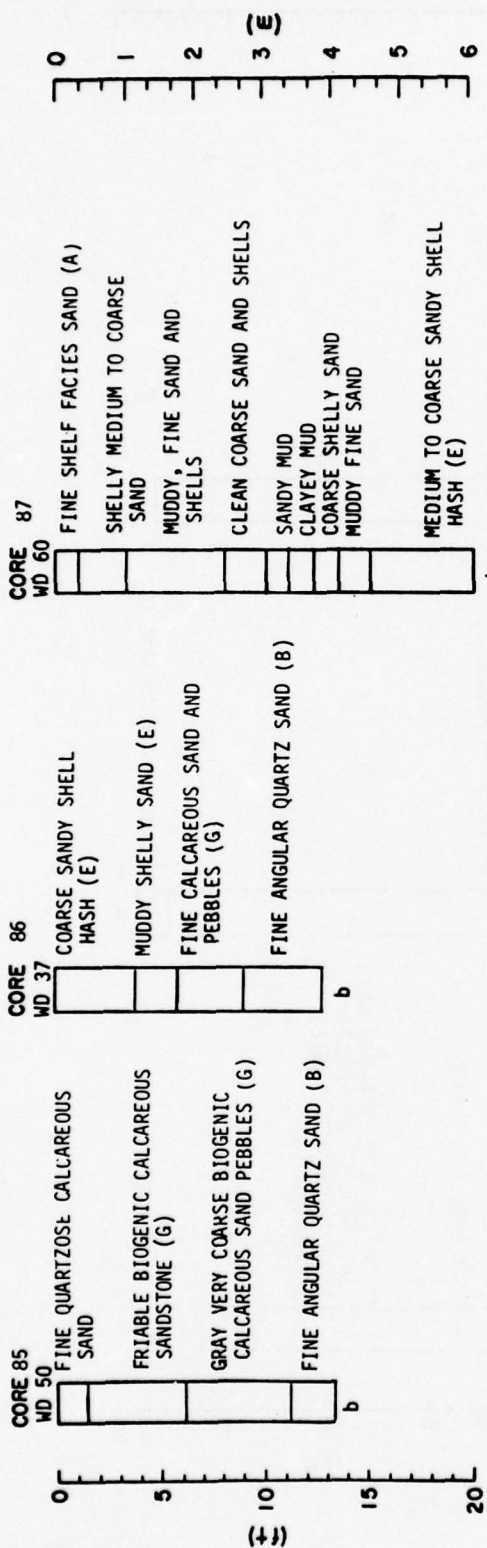 CORE 85
WD 50
FINE QUARTZOSE CALCAREOUS
SAND
FRIABLE BIOGENIC CALCAREOUS
SANDSTONE (G)
GRAY VERY COARSE BIOGENIC
CALCAREOUS SAND PEBBLES (G)
FINE ANGULAR QUARTZ SAND (B)
b
CORE 86
WD 37
COARSE SANDY SHELL
HASH (E)
MUDDY SHELLY SAND (E)
FINE CALCAREOUS SAND AND
PEBBLES (G)
FINE ANGULAR QUARTZ SAND (B)
b
CORE 87
WD 60
FINE SHELF FACIES SAND (A)
SHELLY MEDIUM TO COARSE
SAND
MUDDY, FINE SAND AND
SHELLS
CLEAN COARSE SAND AND SHELLS
SANDY MUD
CLAYEY MUD
COARSE SHELLY SAND
MUDDY FINE SAND
MEDIUM TO COARSE SANDY SHELL
HASH (E)
(ft)
0
5
10
15
20
(m)
0
1
2
3
4
5
6